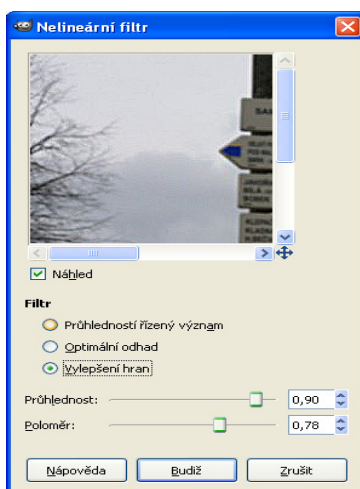 Nelineární filtr
SAM
Náhled
Filtr
Průhledností řízený význam
Optimální odhad
Vylepšení hran
Průhlednost: 0,90
Poloměr: 0,78
Nápověda Budiž Zrušit